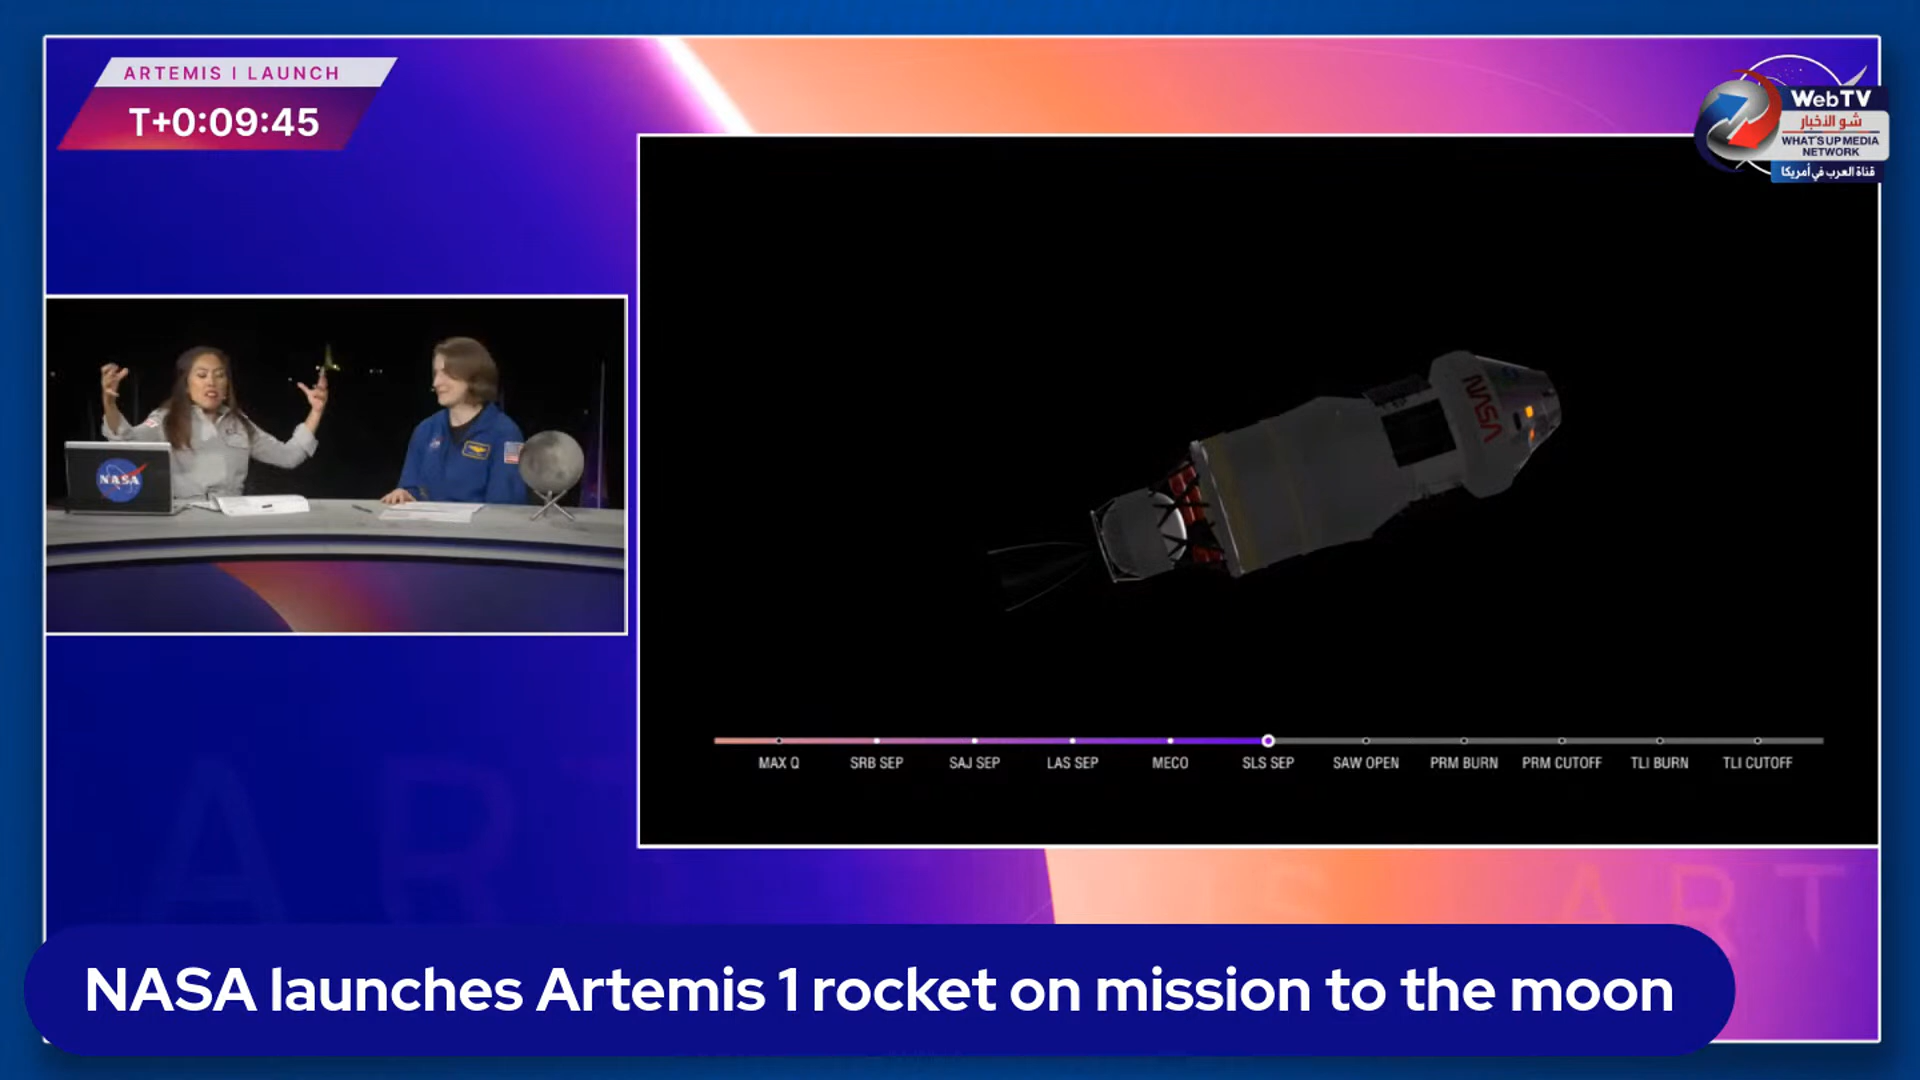 ARTEMIS I LAUNCH
T+0:09:45
WebTV
شو الأخبار
WHAT'S UP MEDIA
NETWORK
قناة العرب في أمريكا
NASA
NASA
MAX Q
SRB SEP
SAJ SEP
LAS SEP
MECO
SLS SEP
SAW OPEN
PRM BURN
PRM CUTOFF
TLI BURN
TLI CUTOFF
A R T
ART
NASA launches Artemis 1 rocket on mission to the moon